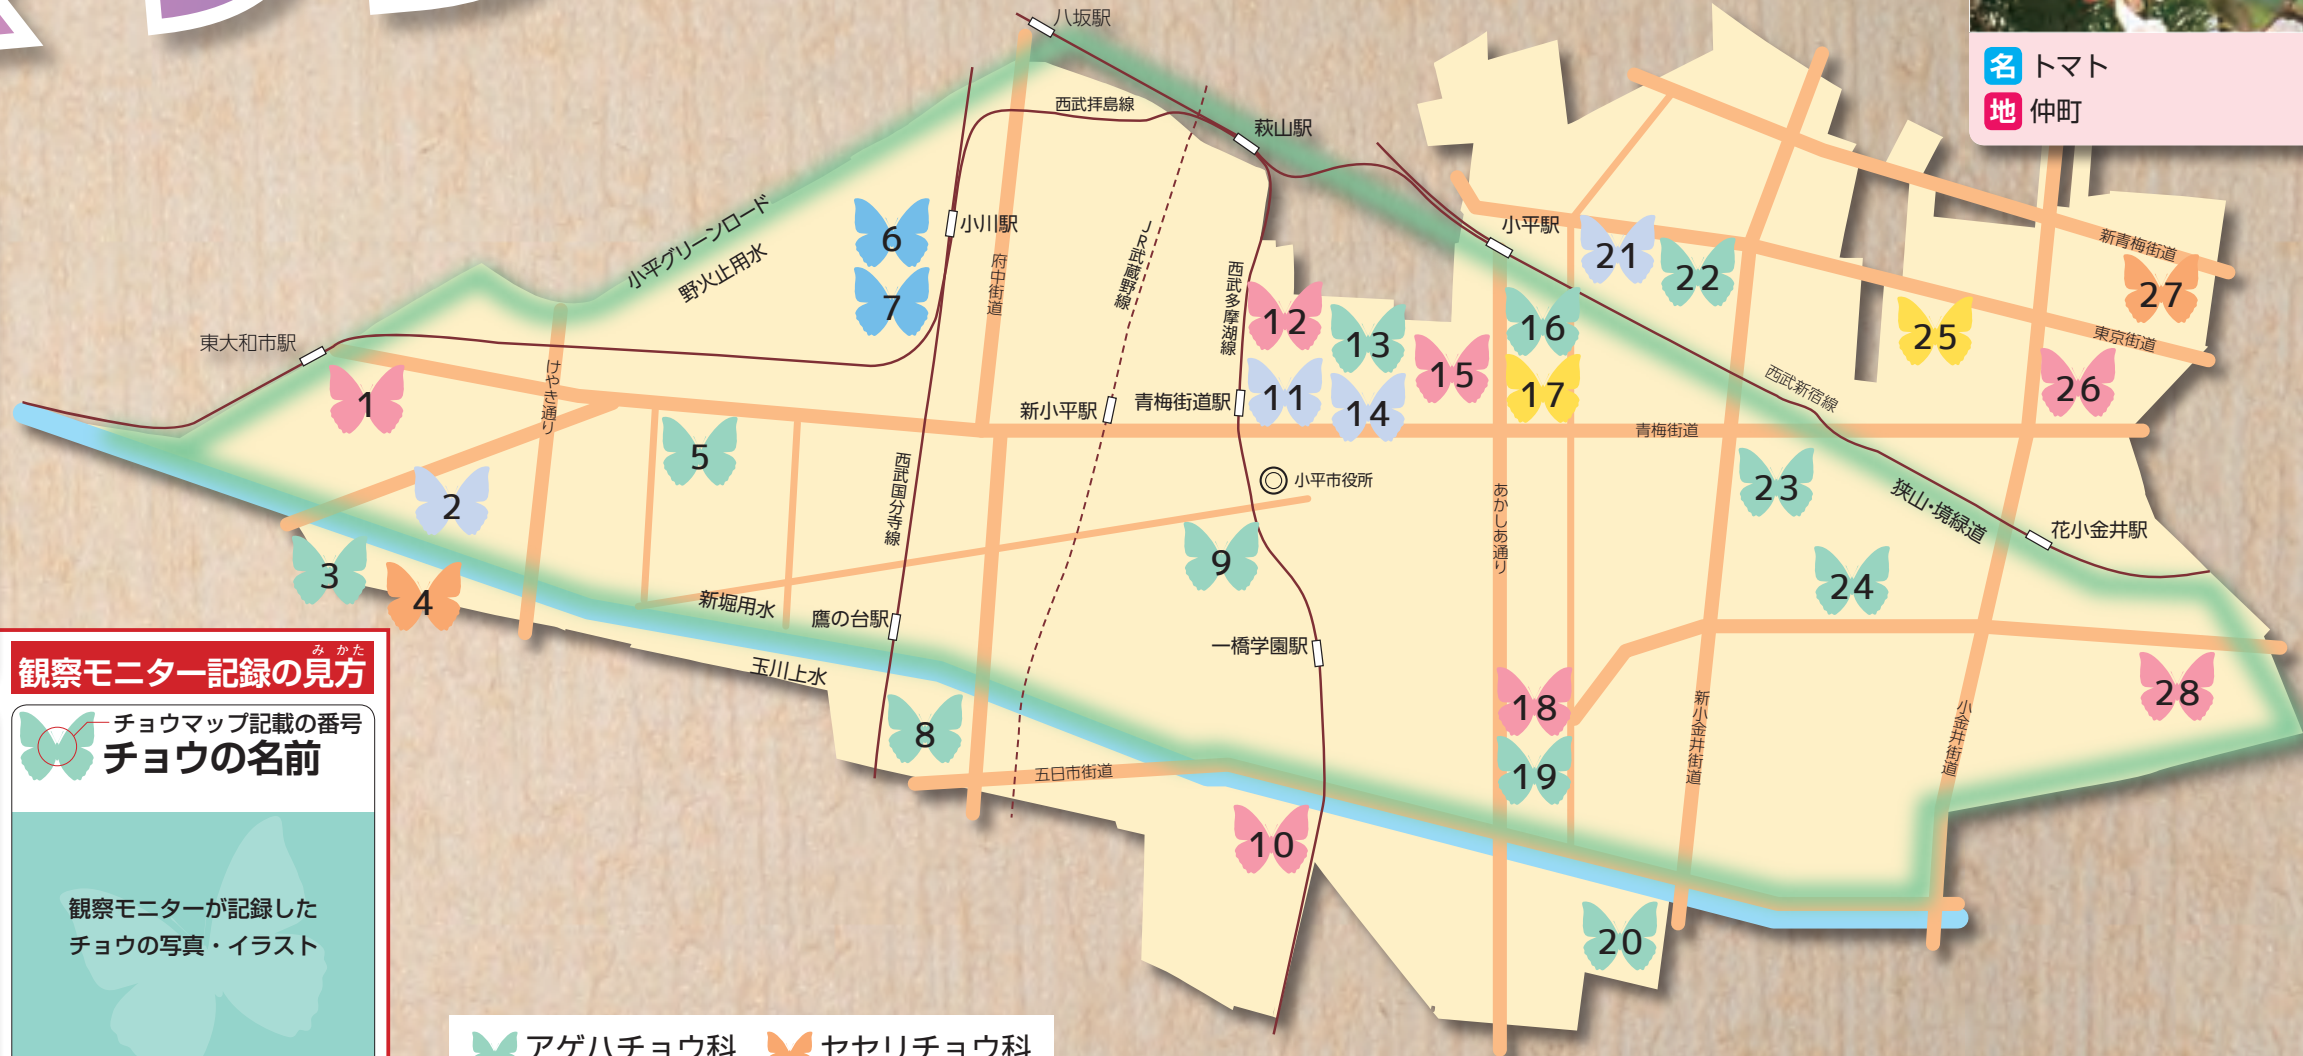 八坂駅
名 トマト
地 仲町
西武拝島線
萩山駅
小平グリーンロード
野火止用水
小川駅
府中街道
JR武蔵野線
西武多摩湖線
小平駅
新青梅街道
東京街道
東大和市駅
けやき通り
新小平駅
青梅街道駅
青梅街道
西武新宿線
小平市役所
西武国分寺線
あかしあ通り
狭山・境緑道
花小金井駅
新堀用水
鷹の台駅
玉川上水
一橋学園駅
新小金井街道
小金井街道
五日市街道
1
2
3
4
5
6
7
8
9
10
11
12
13
14
15
16
17
18
19
20
21
22
23
24
25
26
27
28
みかた
観察モニター記録の見方
チョウマップ記載の番号
チョウの名前
観察モニターが記録した
チョウの写真・イラスト
アゲハチョウ科 セセリチョウ科